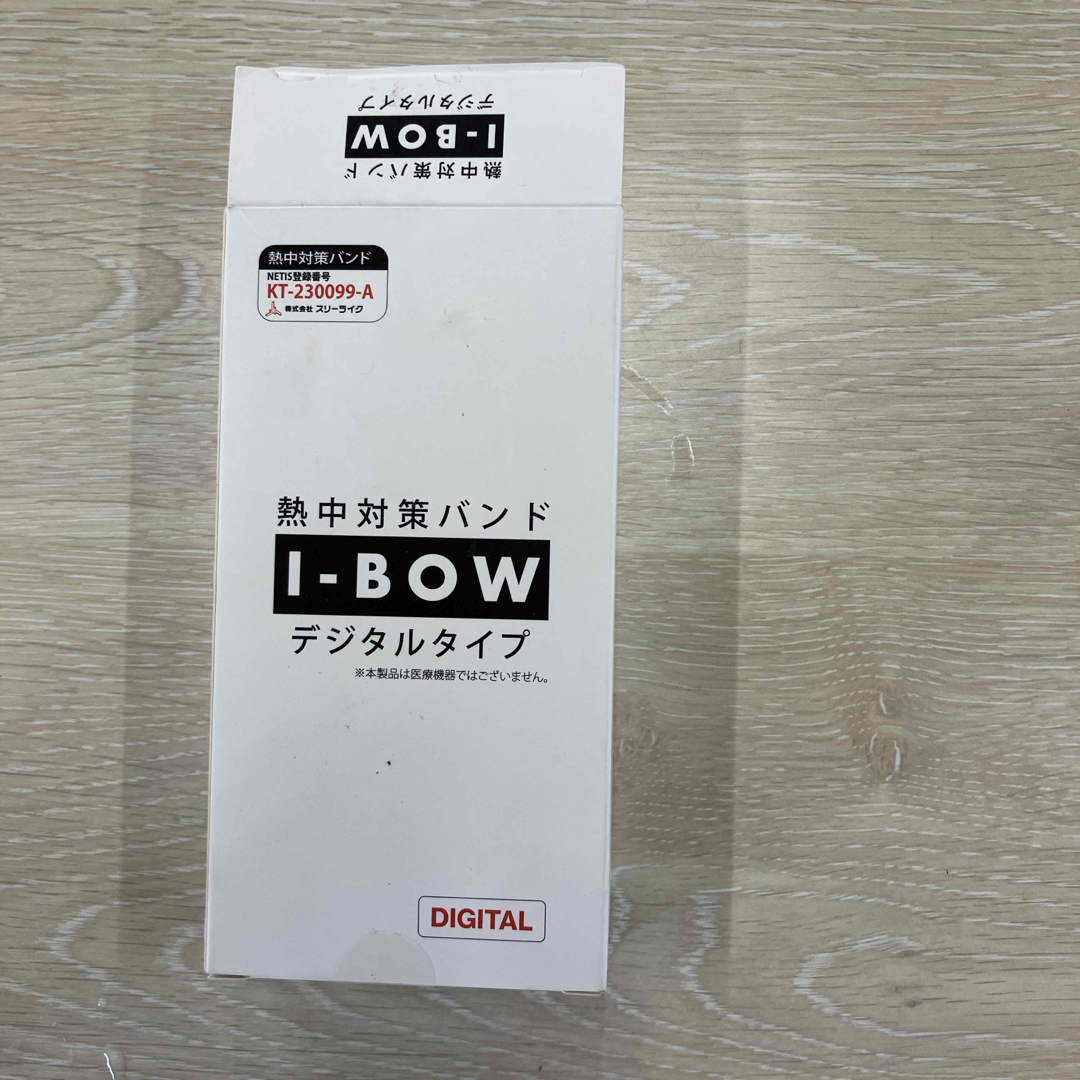 熱中対策バンド
I-BOW
デジタルタイプ
熱中対策バンド
NETIS登録番号
KT-230099-A
株式会社 スリーライク
熱中対策バンド
I-BOW
デジタルタイプ
※本製品は医療機器ではございません。
DIGITAL